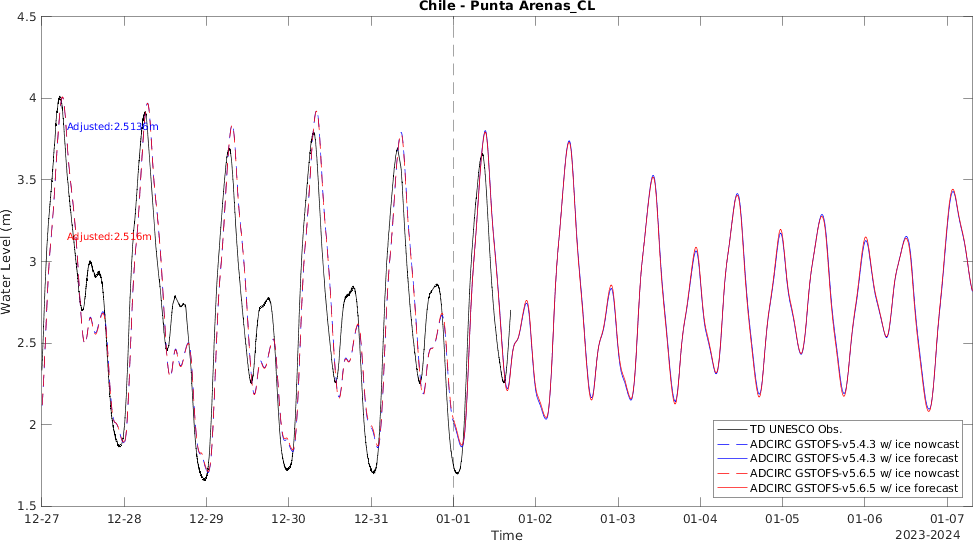 Chile - Punta Arenas_CL
4.5
4
3.5
3
2.5
2
1.5
Water Level (m)
Adjusted:2.5136m
Adjusted:2.516m
TD UNESCO Obs.
ADCIRC GSTOFS-v5.4.3 w/ ice nowcast
ADCIRC GSTOFS-v5.4.3 w/ ice forecast
ADCIRC GSTOFS-v5.6.5 w/ ice nowcast
ADCIRC GSTOFS-v5.6.5 w/ ice forecast
12-27 12-28 12-29 12-30 12-31 01-01 01-02 01-03 01-04 01-05 01-06 01-07
Time
2023-2024